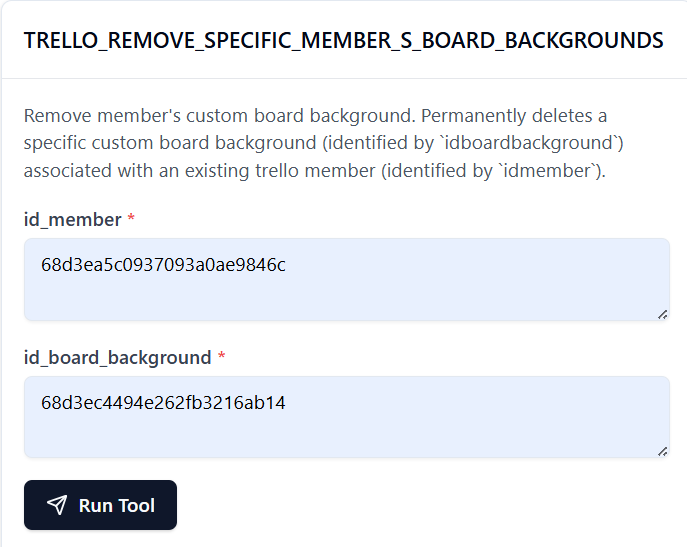 TRELLO_REMOVE_SPECIFIC_MEMBER_S_BOARD_BACKGROUNDS
Remove member's custom board background. Permanently deletes a
specific custom board background (identified by `idboardbackground`)
associated with an existing trello member (identified by `idmember`).
id_member *
68d3ea5c0937093a0ae9846c
id_board_background *
68d3ec4494e262fb3216ab14
Run Tool